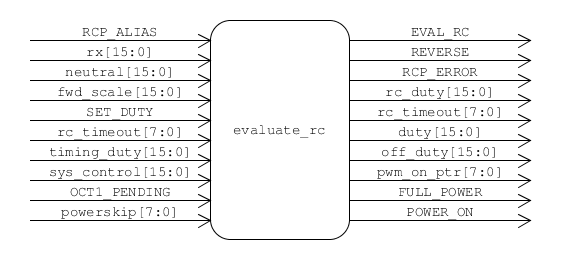 RCP_ALIAS
rx[15:0]
neutral[15:0]
fwd_scale[15:0]
SET_DUTY
rc_timeout[7:0]
timing_duty[15:0]
sys_control[15:0]
OCT1_PENDING
powerskip[7:0]
evaluate_rc
EVAL_RC
REVERSE
RCP_ERROR
rc_duty[15:0]
rc_timeout[7:0]
duty[15:0]
off_duty[15:0]
pwm_on_ptr[7:0]
FULL_POWER
POWER_ON